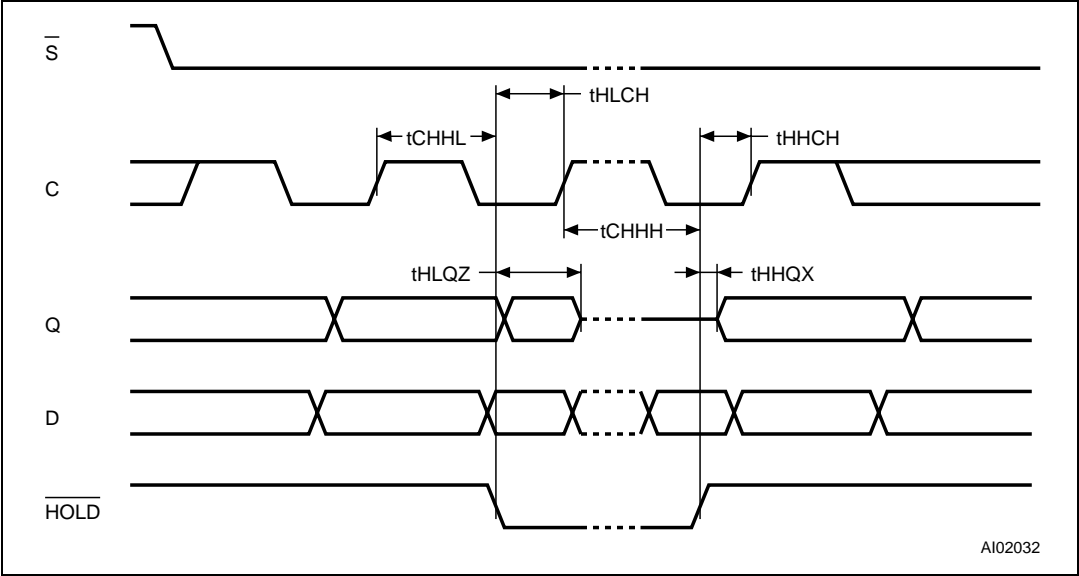 S
tHLCH
tCHHL
tHHCH
C
tCHHH
tHLQZ
tHHQX
Q
D
HOLD
AI02032